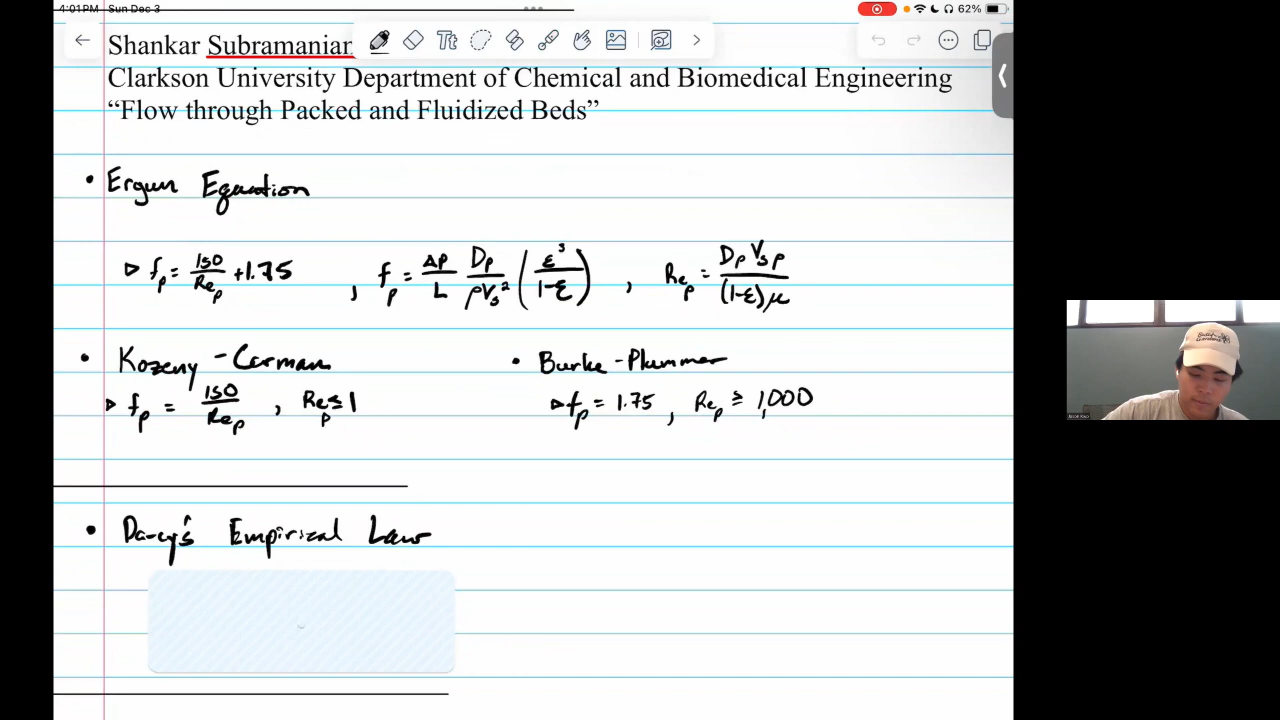 4:01PM Sun Dec 3 62%
Shankar Subramanian
Clarkson University Department of Chemical and Biomedical Engineering
“Flow through Packed and Fluidized Beds”
• Ergun Equation
▷ fₚ = 150/Reₚ + 1.75 , fₚ = ΔP/L Dₚ/ρVₛ² (ε³/1-ε) , Reₚ = DₚVₛρ/(1-ε)μ
• Kozeny-Carman • Burke-Plummer
▷ fₚ = 150/Reₚ , Reₚ ≤ 1 ▷ fₚ = 1.75 , Reₚ ≥ 1,000
• Darcy's Empirical Law